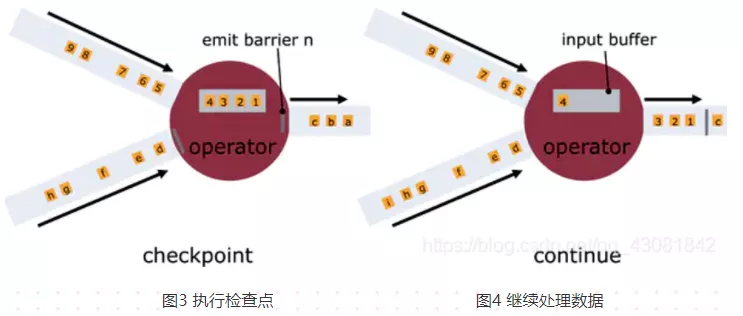 emit barrier n
9 8 7 6 5
4 3 2 1
operator
c b a
h g f e d
checkpoint
图3 执行检查点
input buffer
9 8 7 6 5
4
operator
3 2 1 c
i h g f e d
https://blog.csdn.net/qq_43081842
continue
图4 继续处理数据